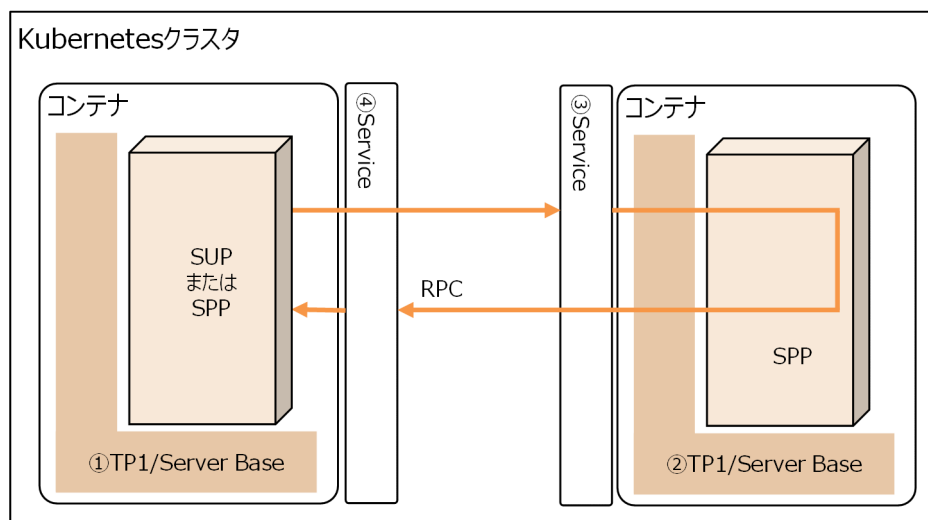 Kubernetesクラスタ
コンテナ
SUP
または
SPP
①TP1/Server Base
④Service
RPC
③Service
コンテナ
SPP
②TP1/Server Base